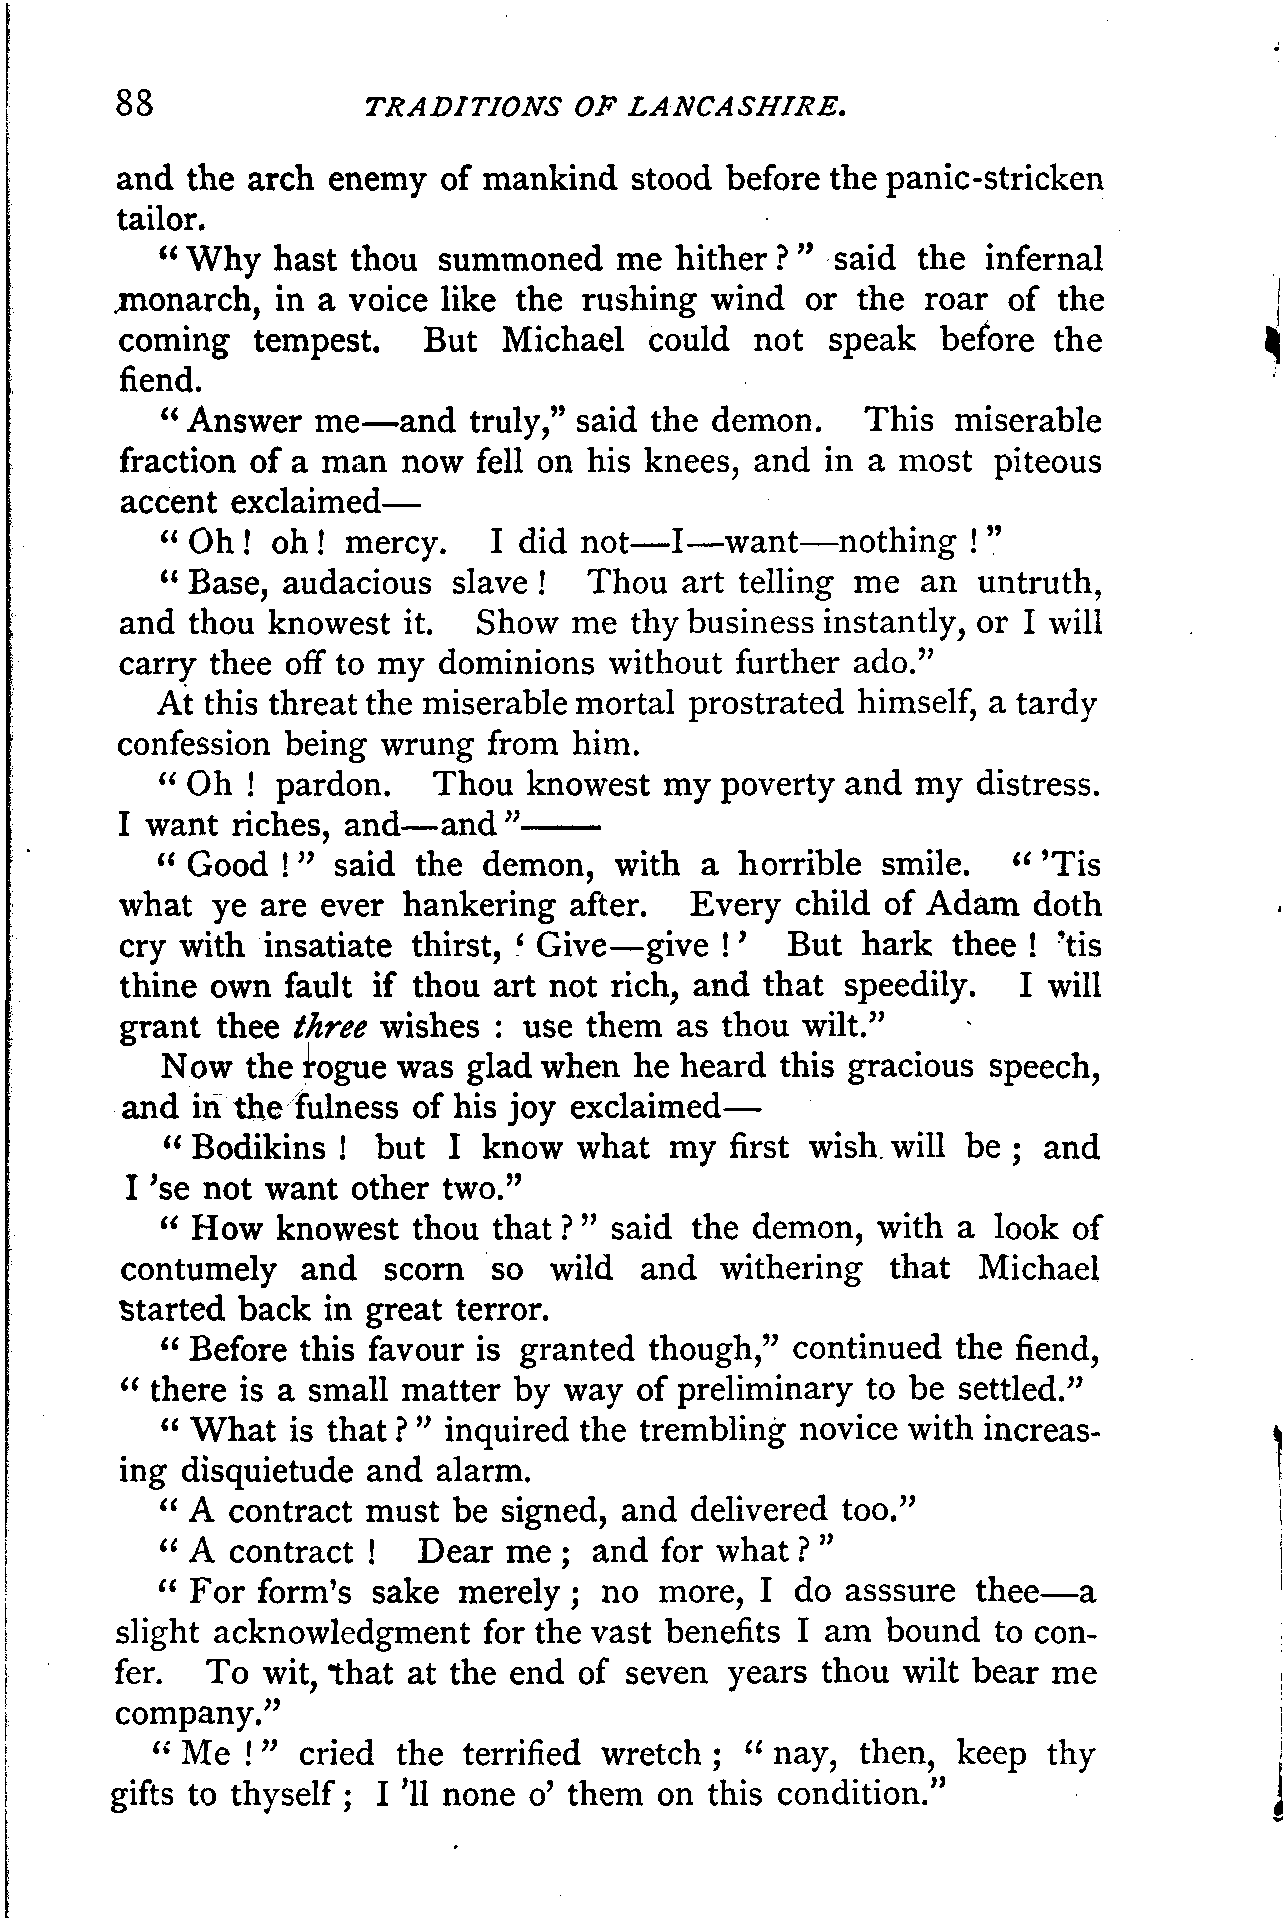 88 TRADITIONS OF LANCASHIRE.
and the arch enemy of mankind stood before the panic-stricken
tailor.
“Why hast thou summoned me hither?” said the infernal
monarch, in a voice like the rushing wind or the roar of the
coming tempest. But Michael could not speak before the
fiend.
“Answer me—and truly,” said the demon. This miserable
fraction of a man now fell on his knees, and in a most piteous
accent exclaimed—
“Oh! oh! mercy. I did not—I—want—nothing!”
“Base, audacious slave! Thou art telling me an untruth,
and thou knowest it. Show me thy business instantly, or I will
carry thee off to my dominions without further ado.”
At this threat the miserable mortal prostrated himself, a tardy
confession being wrung from him.
“Oh! pardon. Thou knowest my poverty and my distress.
I want riches, and—and”——
“Good!” said the demon, with a horrible smile. “’Tis
what ye are ever hankering after. Every child of Adam doth
cry with insatiate thirst, ‘Give—give!’ But hark thee! ’tis
thine own fault if thou art not rich, and that speedily. I will
grant thee three wishes: use them as thou wilt.”
Now the rogue was glad when he heard this gracious speech,
and in the fulness of his joy exclaimed—
“Bodikins! but I know what my first wish will be; and
I ’se not want other two.”
“How knowest thou that?” said the demon, with a look of
contumely and scorn so wild and withering that Michael
started back in great terror.
“Before this favour is granted though,” continued the fiend,
“there is a small matter by way of preliminary to be settled.”
“What is that?” inquired the trembling novice with increas-
ing disquietude and alarm.
“A contract must be signed, and delivered too.”
“A contract! Dear me; and for what?”
“For form's sake merely; no more, I do asssure thee—a
slight acknowledgment for the vast benefits I am bound to con-
fer. To wit, that at the end of seven years thou wilt bear me
company.”
“Me!” cried the terrified wretch; “nay, then, keep thy
gifts to thyself; I ’ll none o’ them on this condition.”